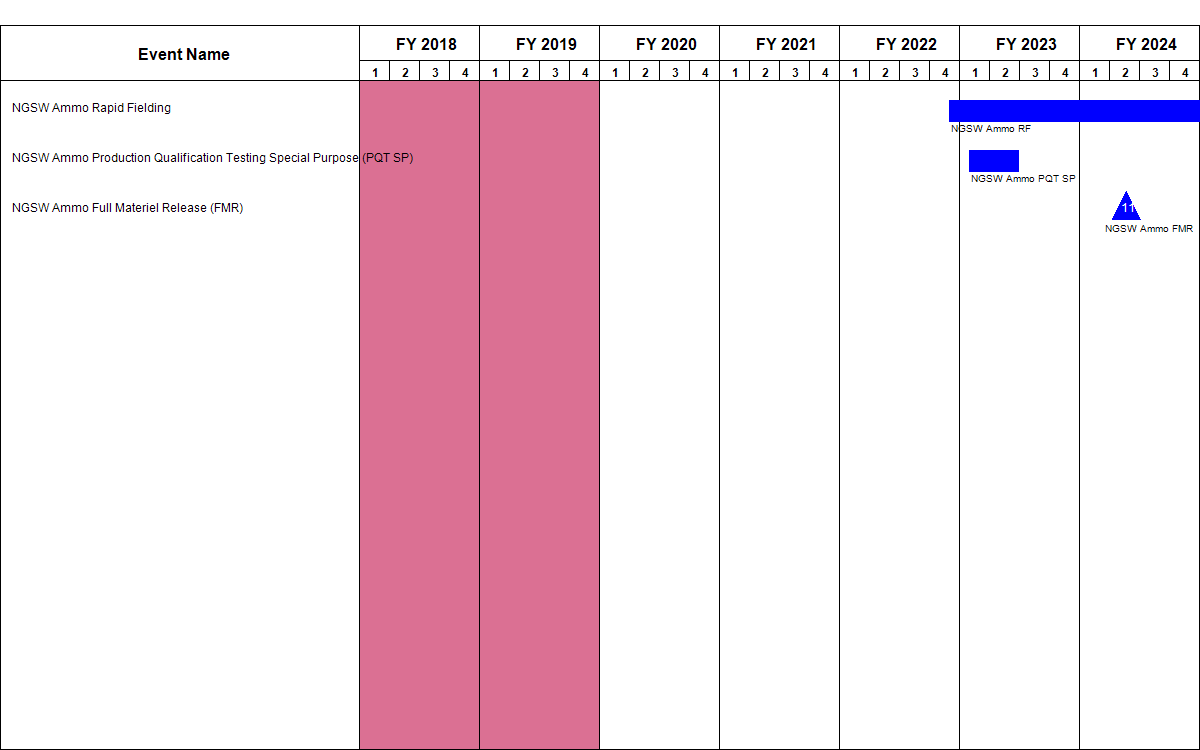 Event Name
FY 2018 FY 2019 FY 2020 FY 2021 FY 2022 FY 2023 FY 2024
1 2 3 4 1 2 3 4 1 2 3 4 1 2 3 4 1 2 3 4 1 2 3 4 1 2 3 4
NGSW Ammo Rapid Fielding
NGSW Ammo RF
NGSW Ammo Production Qualification Testing Special Purpose (PQT SP)
NGSW Ammo PQT SP
NGSW Ammo Full Materiel Release (FMR)
11
NGSW Ammo FMR